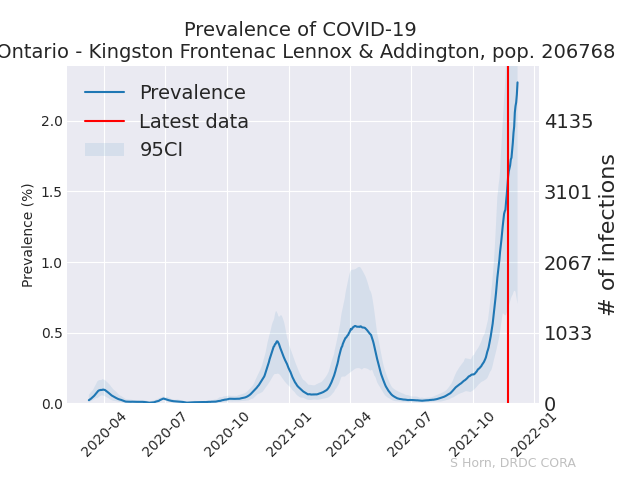 Prevalence of COVID-19
Ontario - Kingston Frontenac Lennox & Addington, pop. 206768
Prevalence
Latest data
95CI
Prevalence (%)
2.0
1.5
1.0
0.5
0.0
4135
3101
2067
1033
0
# of infections
2020-04
2020-07
2020-10
2021-01
2021-04
2021-07
2021-10
2022-01
S Horn, DRDC CORA